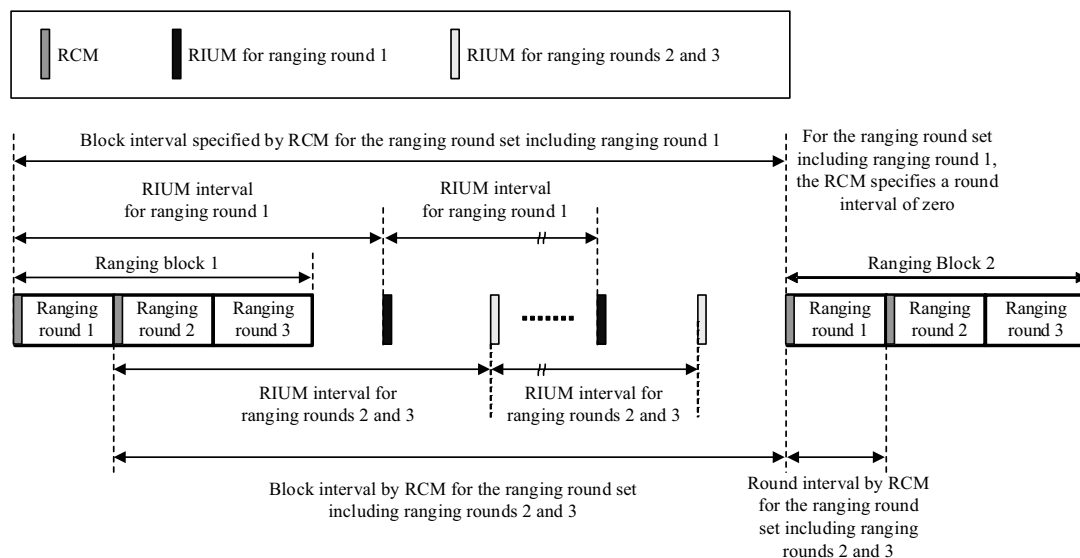 RCM
RIUM for ranging round 1
RIUM for ranging rounds 2 and 3
Block interval specified by RCM for the ranging round set including ranging round 1
For the ranging round set
including ranging round 1,
the RCM specifies a round
interval of zero
RIUM interval
for ranging round 1
RIUM interval
for ranging round 1
Ranging block 1
Ranging Block 2
Ranging
round 1
Ranging
round 2
Ranging
round 3
Ranging
round 1
Ranging
round 2
Ranging
round 3
RIUM interval for
ranging rounds 2 and 3
RIUM interval for
ranging rounds 2 and 3
Block interval by RCM for the ranging round set
including ranging rounds 2 and 3
Round interval by RCM
for the ranging round
set including ranging
rounds 2 and 3